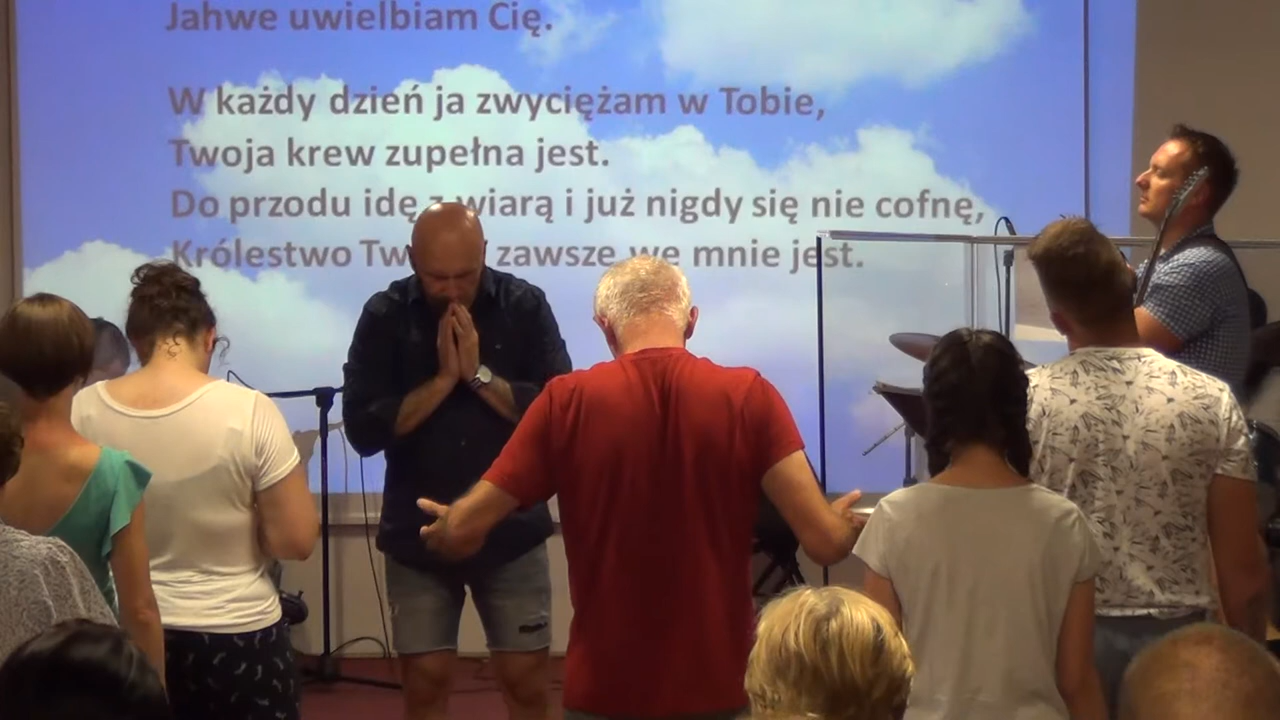 Jahwe uwielbiam Cię.
W każdy dzień ja zwyciężam w Tobie,
Twoja krew zupełna jest.
Do przodu idę z wiarą i już nigdy się nie cofnę,
Królestwo zawsze we mnie jest.